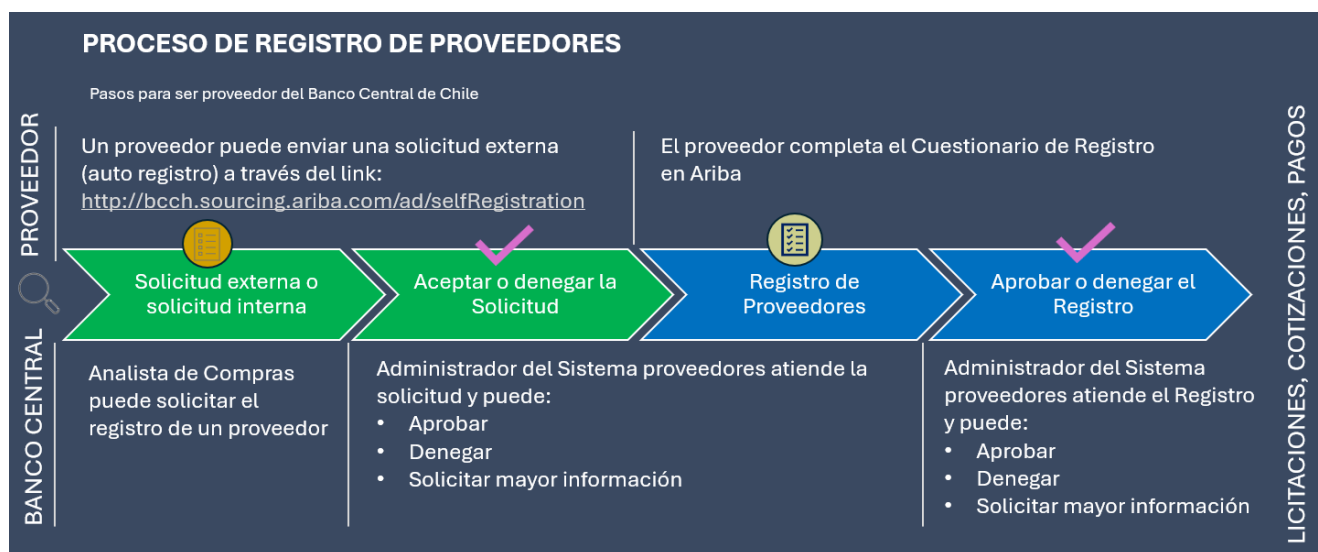 PROCESO DE REGISTRO DE PROVEEDORES
Pasos para ser proveedor del Banco Central de Chile
PROVEEDOR
Un proveedor puede enviar una solicitud externa
(auto registro) a través del link:
http://bcch.sourcing.ariba.com/ad/selfRegistration
El proveedor completa el Cuestionario de Registro
en Ariba
Solicitud externa o
solicitud interna
Aceptar o denegar la
Solicitud
Registro de
Proveedores
Aprobar o denegar el
Registro
BANCO CENTRAL
Analista de Compras
puede solicitar el
registro de un proveedor
Administrador del Sistema proveedores atiende la
solicitud y puede:
• Aprobar
• Denegar
• Solicitar mayor información
Administrador del Sistema
proveedores atiende el Registro
y puede:
• Aprobar
• Denegar
• Solicitar mayor información
LICITACIONES, COTIZACIONES, PAGOS